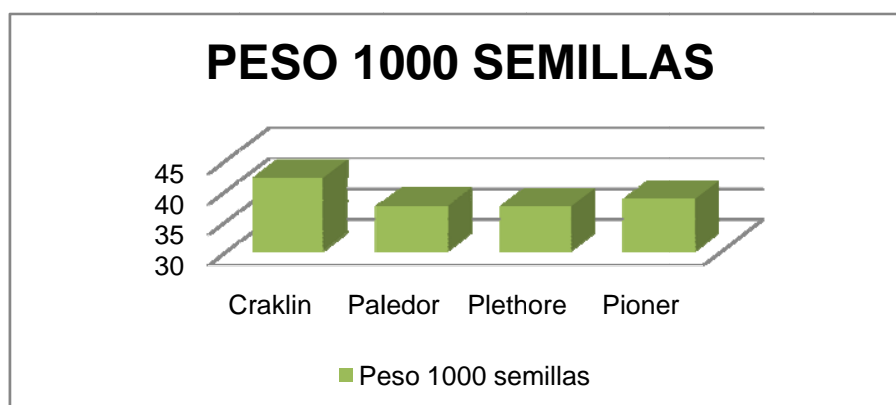 PESO 1000 SEMILLAS
45
40
35
30
Craklin Paledor Plethore Pioner
Peso 1000 semillas